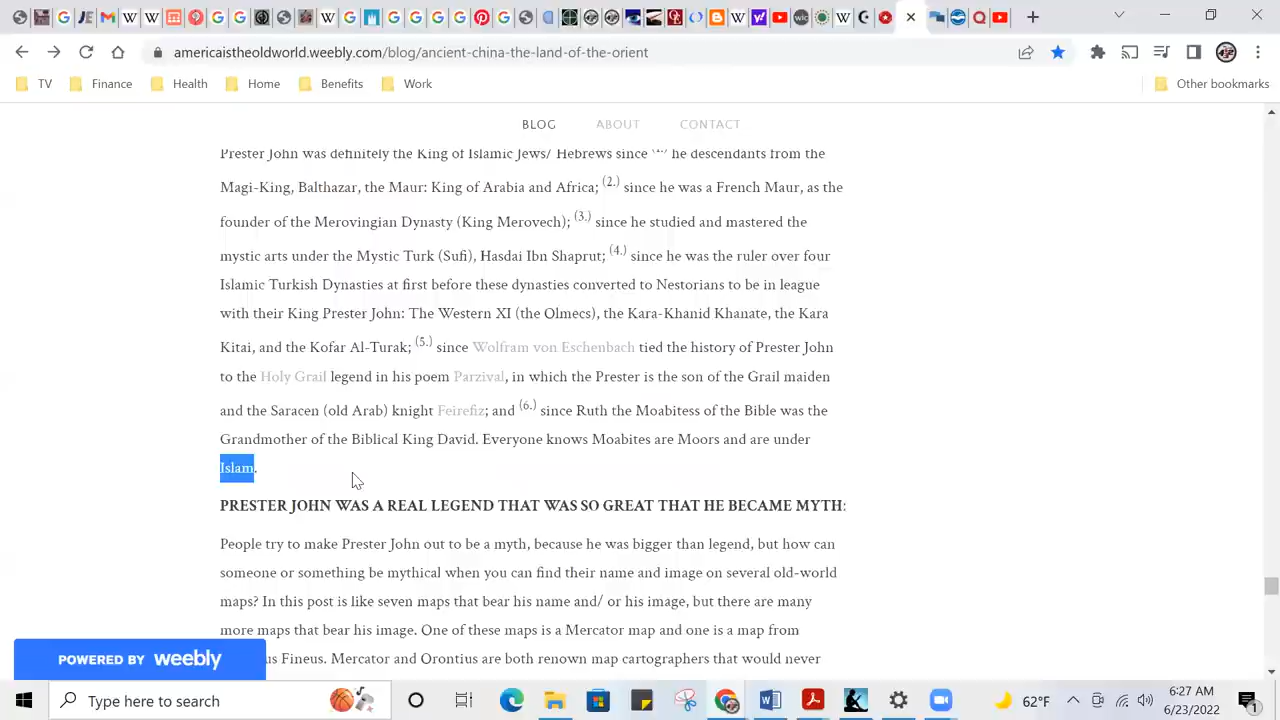 americaistheoldworld.weebly.com/blog/ancient-china-the-land-of-the-orient
TV Finance Health Home Benefits Work Other bookmarks
BLOG ABOUT CONTACT
Prester John was definitely the King of Islamic Jews/ Hebrews since (1.) he descendants from the
Magi-King, Balthazar, the Maur: King of Arabia and Africa; (2.) since he was a French Maur, as the
founder of the Merovingian Dynasty (King Merovech); (3.) since he studied and mastered the
mystic arts under the Mystic Turk (Sufi), Hasdai Ibn Shaprut; (4.) since he was the ruler over four
Islamic Turkish Dynasties at first before these dynasties converted to Nestorians to be in league
with their King Prester John: The Western XI (the Olmecs), the Kara-Khanid Khanate, the Kara
Kitai, and the Kofar Al-Turak; (5.) since Wolfram von Eschenbach tied the history of Prester John
to the Holy Grail legend in his poem Parzival, in which the Prester is the son of the Grail maiden
and the Saracen (old Arab) knight Feirefiz; and (6.) since Ruth the Moabitess of the Bible was the
Grandmother of the Biblical King David. Everyone knows Moabites are Moors and are under
Islam.
PRESTER JOHN WAS A REAL LEGEND THAT WAS SO GREAT THAT HE BECAME MYTH:
People try to make Prester John out to be a myth, because he was bigger than legend, but how can
someone or something be mythical when you can find their name and image on several old-world
maps? In this post is like seven maps that bear his name and/ or his image, but there are many
more maps that bear his image. One of these maps is a Mercator map and one is a map from
us Fineus. Mercator and Orontius are both renown map cartographers that would never
POWERED BY weebly
Type here to search
62°F
6:27 AM
6/23/2022